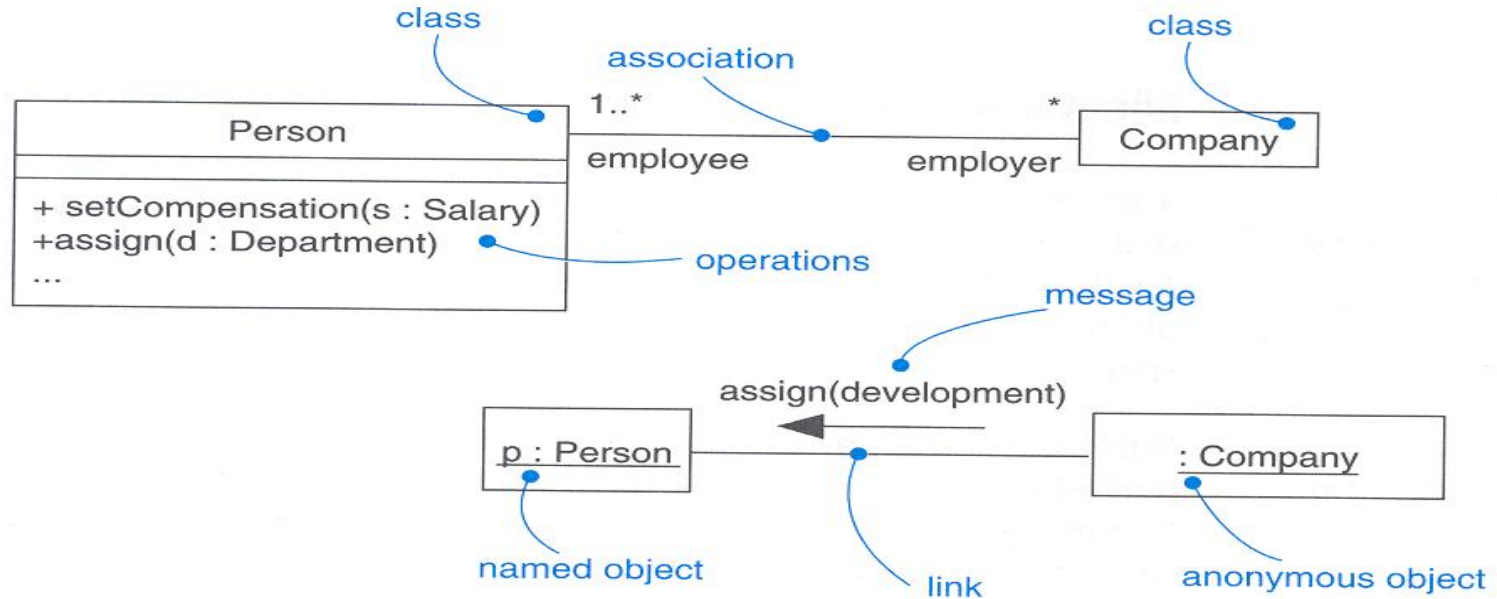 class
class
association
1..*
*
Person
Company
employee
employer
+ setCompensation(s : Salary)
+assign(d : Department)
...
operations
message
assign(development)
p : Person
: Company
named object
link
anonymous object